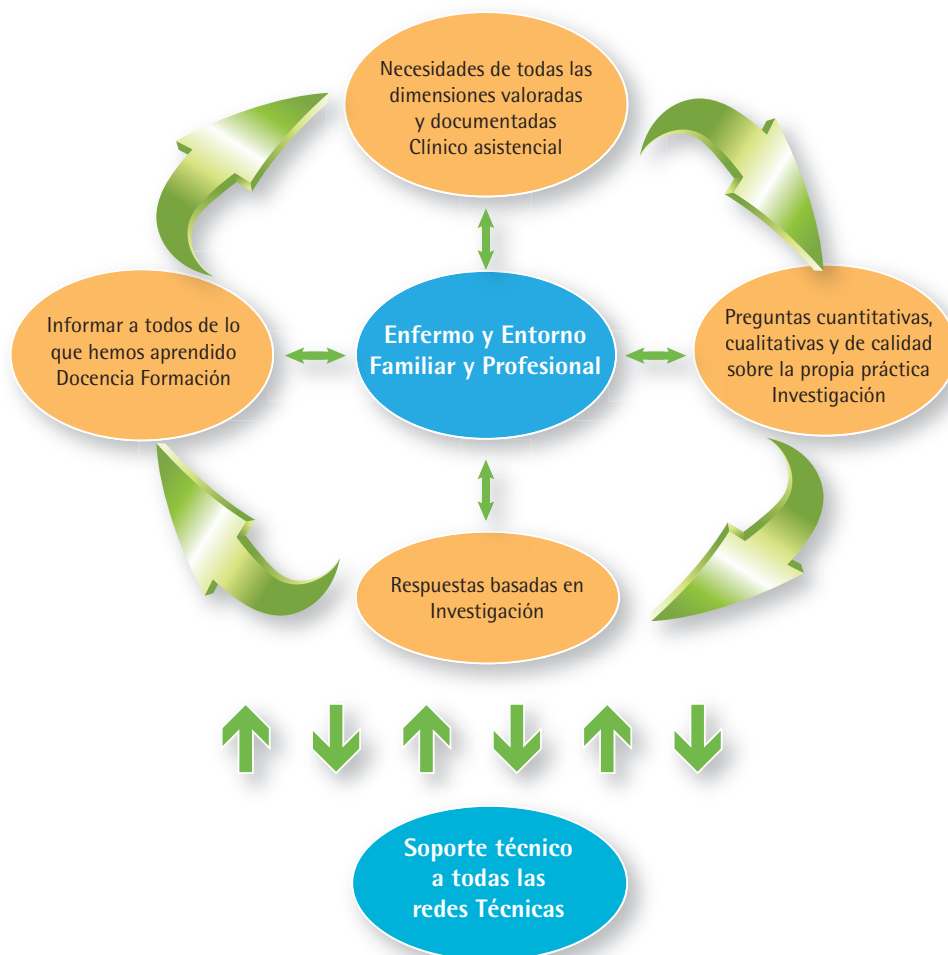 Necesidades de todas las
dimensiones valoradas
y documentadas
Clínico asistencial
Informar a todos de lo
que hemos aprendido
Docencia Formación
Enfermo y Entorno
Familiar y Profesional
Preguntas cuantitativas,
cualitativas y de calidad
sobre la propia práctica
Investigación
Respuestas basadas en
Investigación
Soporte técnico
a todas las
redes Técnicas